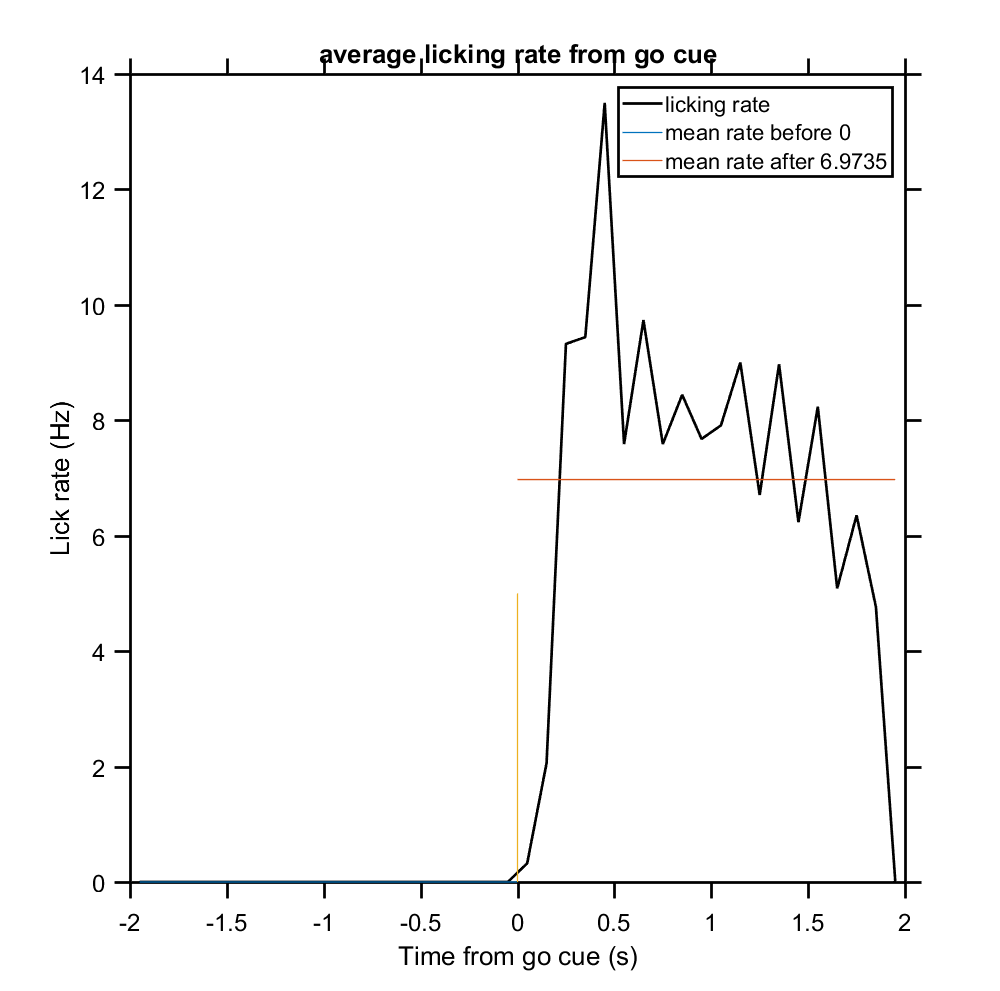 average licking rate from go cue
14
licking rate
mean rate before 0
mean rate after 6.9735
12
10
8
6
4
2
0
Lick rate (Hz)
-2 -1.5 -1 -0.5 0 0.5 1 1.5 2
Time from go cue (s)